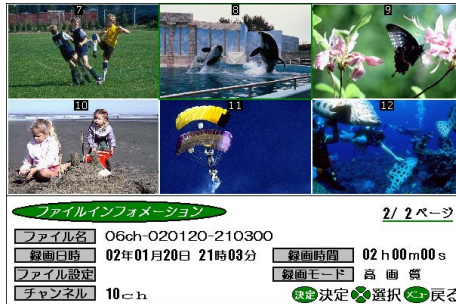 7 8 9
10 11 12
ファイルインフォメーション 2/ 2ページ
ファイル名 06ch-020120-210300
録画日時 02年01月20日 21時03分 録画時間 02h00m00s
ファイル設定 録画モード 高 画 質
チャンネル 10ch 決定 決定 選択 メニュー 戻る